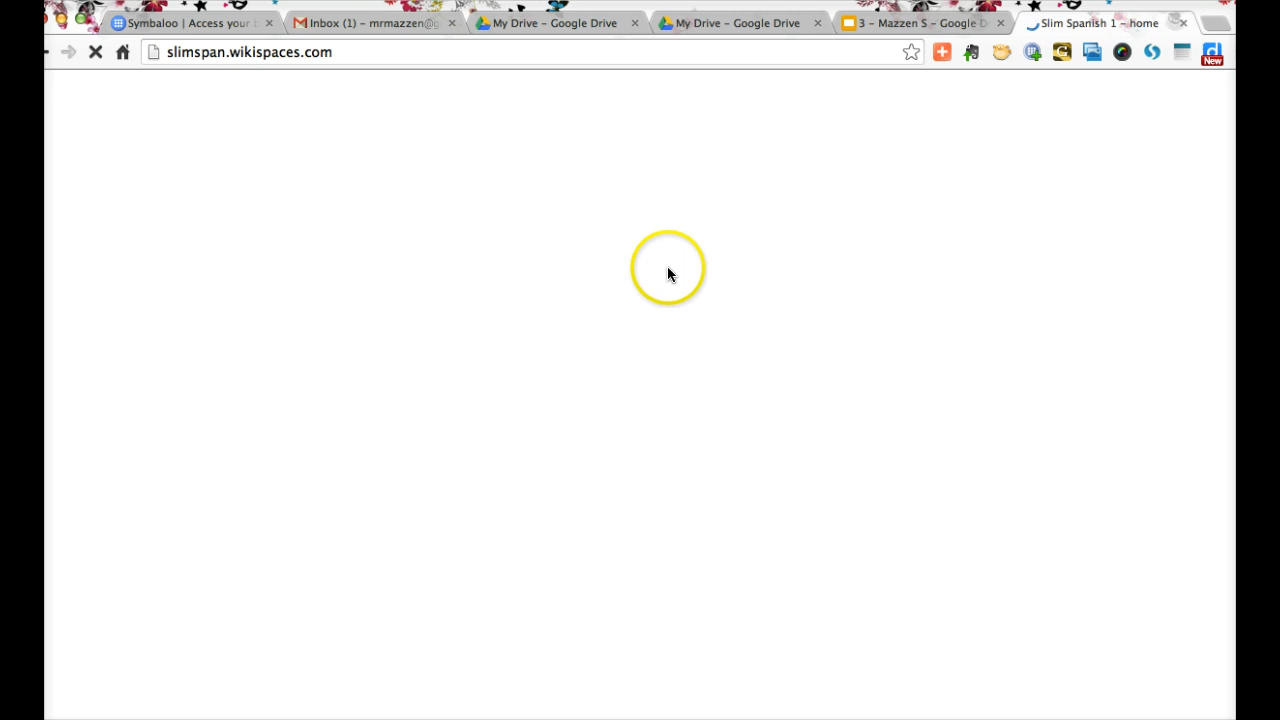 Symbaloo | Access your b
Inbox (1) – mrmazzen@g
My Drive – Google Drive
My Drive – Google Drive
3 – Mazzen S – Google D
Slim Spanish 1 – home
slimspan.wikispaces.com
New